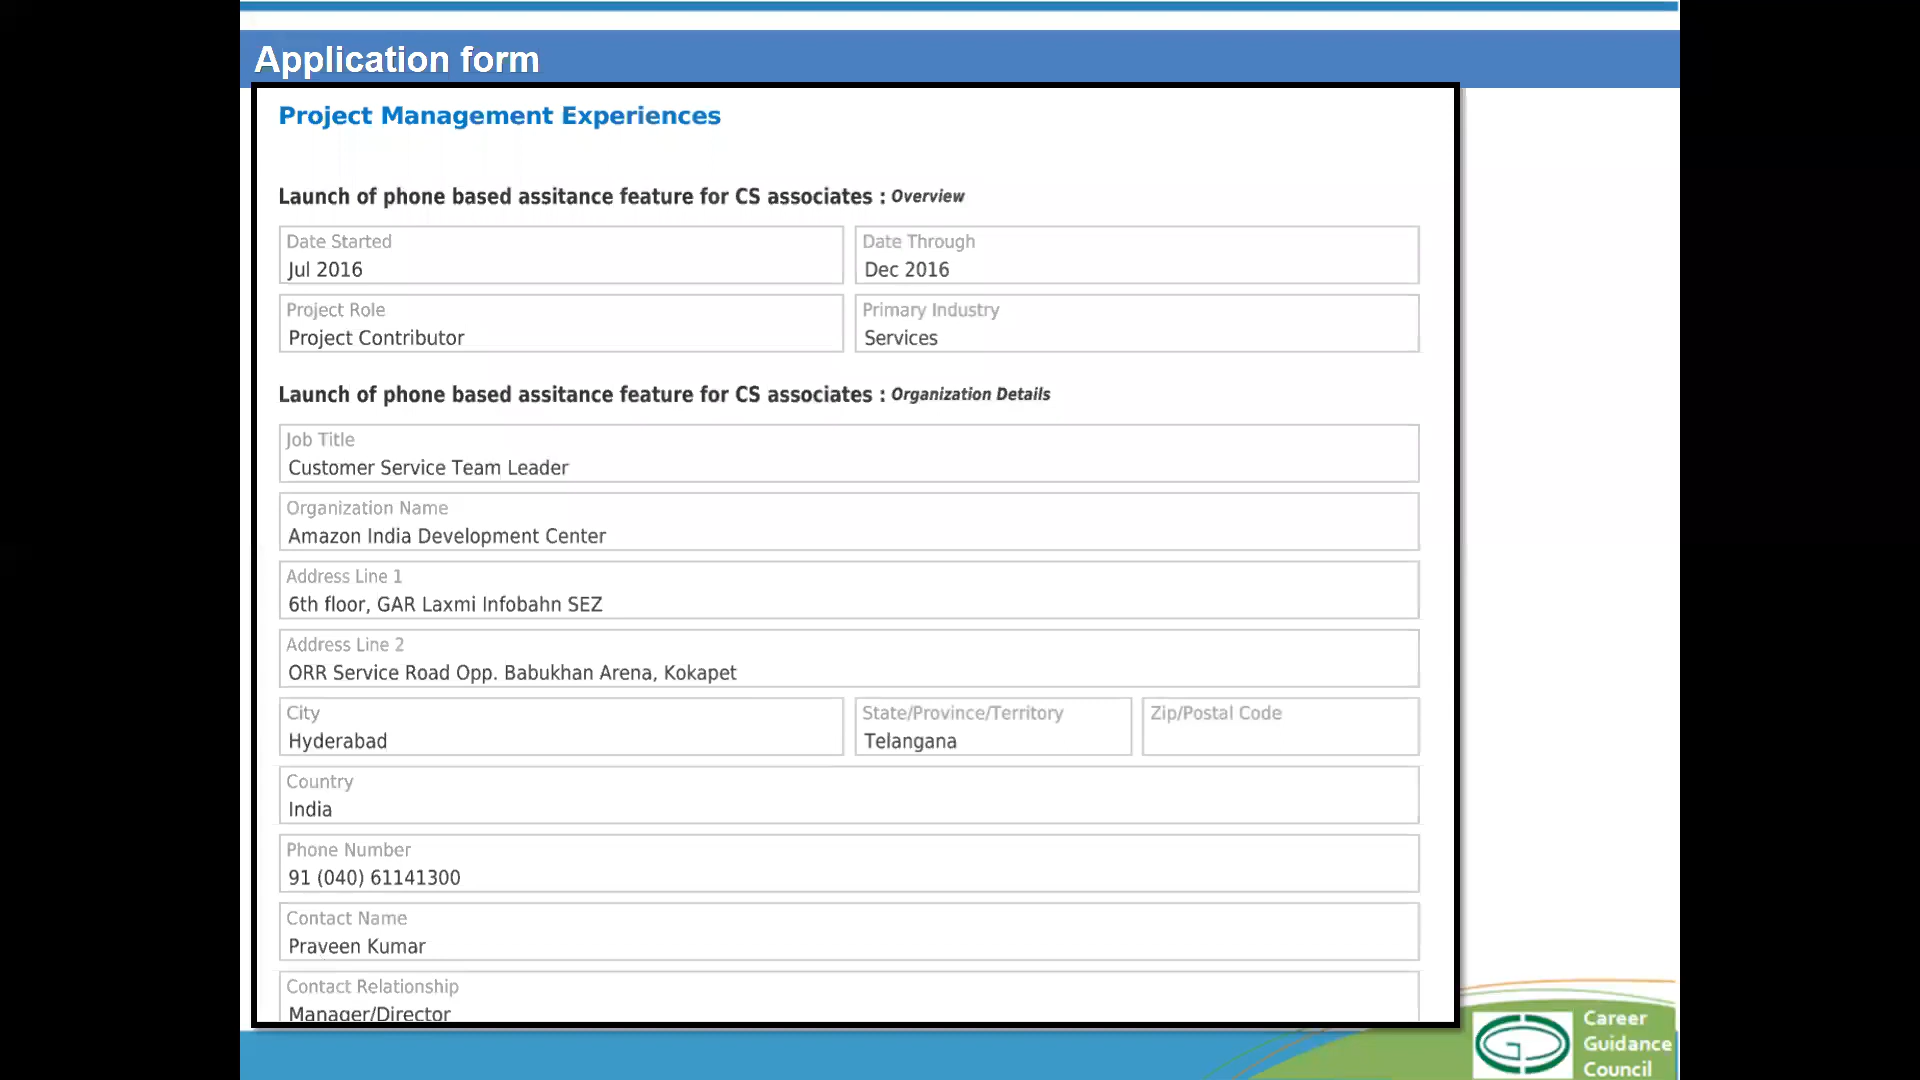 Application form
Project Management Experiences
Launch of phone based assitance feature for CS associates : Overview
Date Started
Jul 2016
Date Through
Dec 2016
Project Role
Project Contributor
Primary Industry
Services
Launch of phone based assitance feature for CS associates : Organization Details
Job Title
Customer Service Team Leader
Organization Name
Amazon India Development Center
Address Line 1
6th floor, GAR Laxmi Infobahn SEZ
Address Line 2
ORR Service Road Opp. Babukhan Arena, Kokapet
City
Hyderabad
State/Province/Territory
Telangana
Zip/Postal Code
Country
India
Phone Number
91 (040) 61141300
Contact Name
Praveen Kumar
Contact Relationship
Manager/Director
Career
Guidance
Council